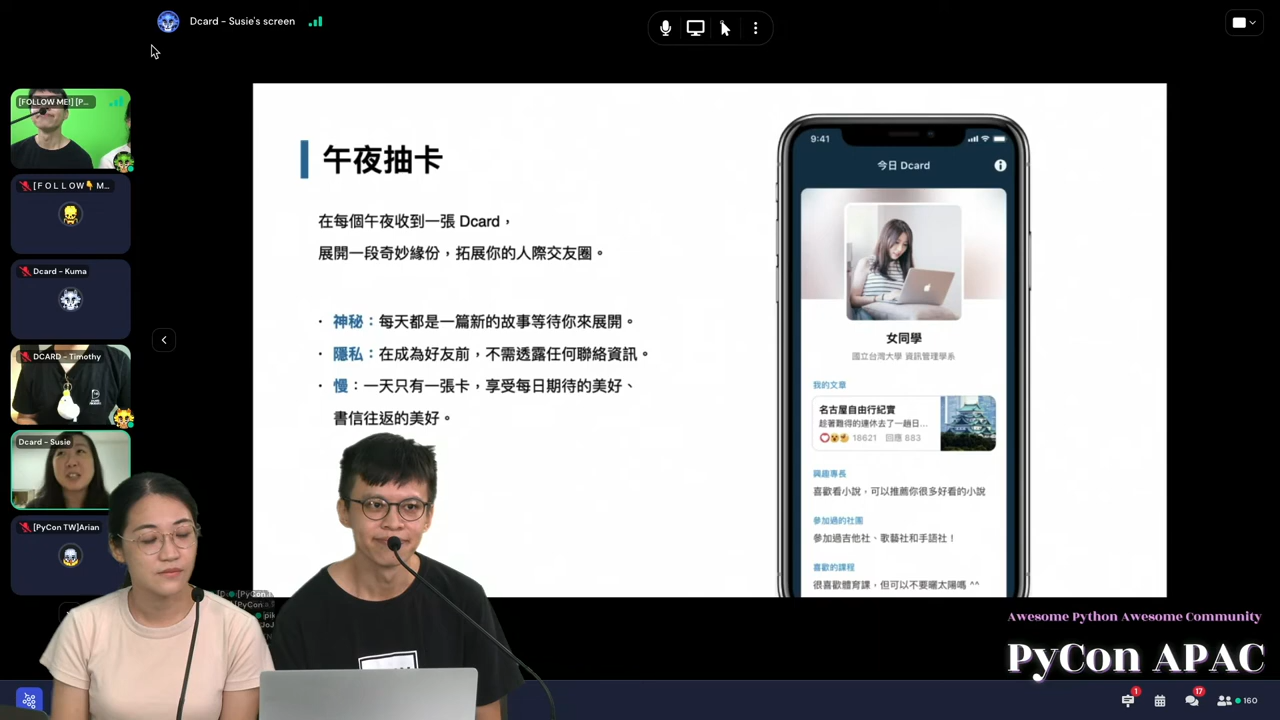 Dcard - Susie's screen
[FOLLOW ME!] [P...
[ F O L L O W👇 M...
Dcard - Kuma
DCARD - Timothy
Dcard - Susie
[PyCon TW]Arian
午夜抽卡
在每個午夜收到一張 Dcard，
展開一段奇妙緣份，拓展你的人際交友圈。
· 神秘：每天都是一篇新的故事等待你來展開。
· 隱私：在成為好友前，不需透露任何聯絡資訊。
· 慢：一天只有一張卡，享受每日期待的美好、
書信往返的美好。
9:41
今日 Dcard
女同學
國立台灣大學 資訊管理學系
我的文章
名古屋自由行紀實
趁著難得的連休去了一趟日...
18621 回應 883
興趣專長
喜歡看小說，可以推薦你很多好看的小說
參加過的社團
參加過吉他社、歌藝社和手語社！
喜歡的課程
很喜歡體育課，但可以不要曬太陽嗎 ^^
Awesome Python Awesome Community
PyCon APAC
1
17
160